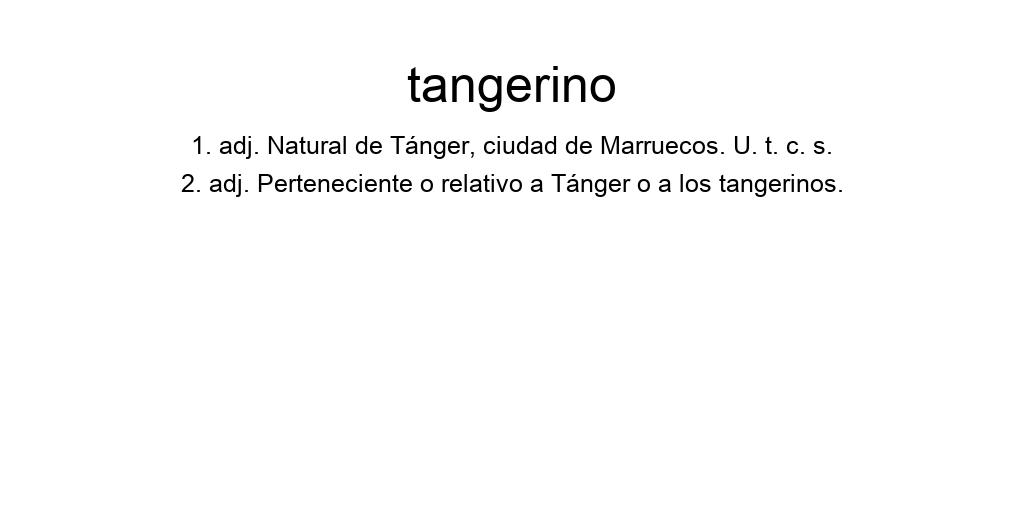 tangerino
1. adj. Natural de Tánger, ciudad de Marruecos. U. t. c. s.
2. adj. Perteneciente o relativo a Tánger o a los tangerinos.